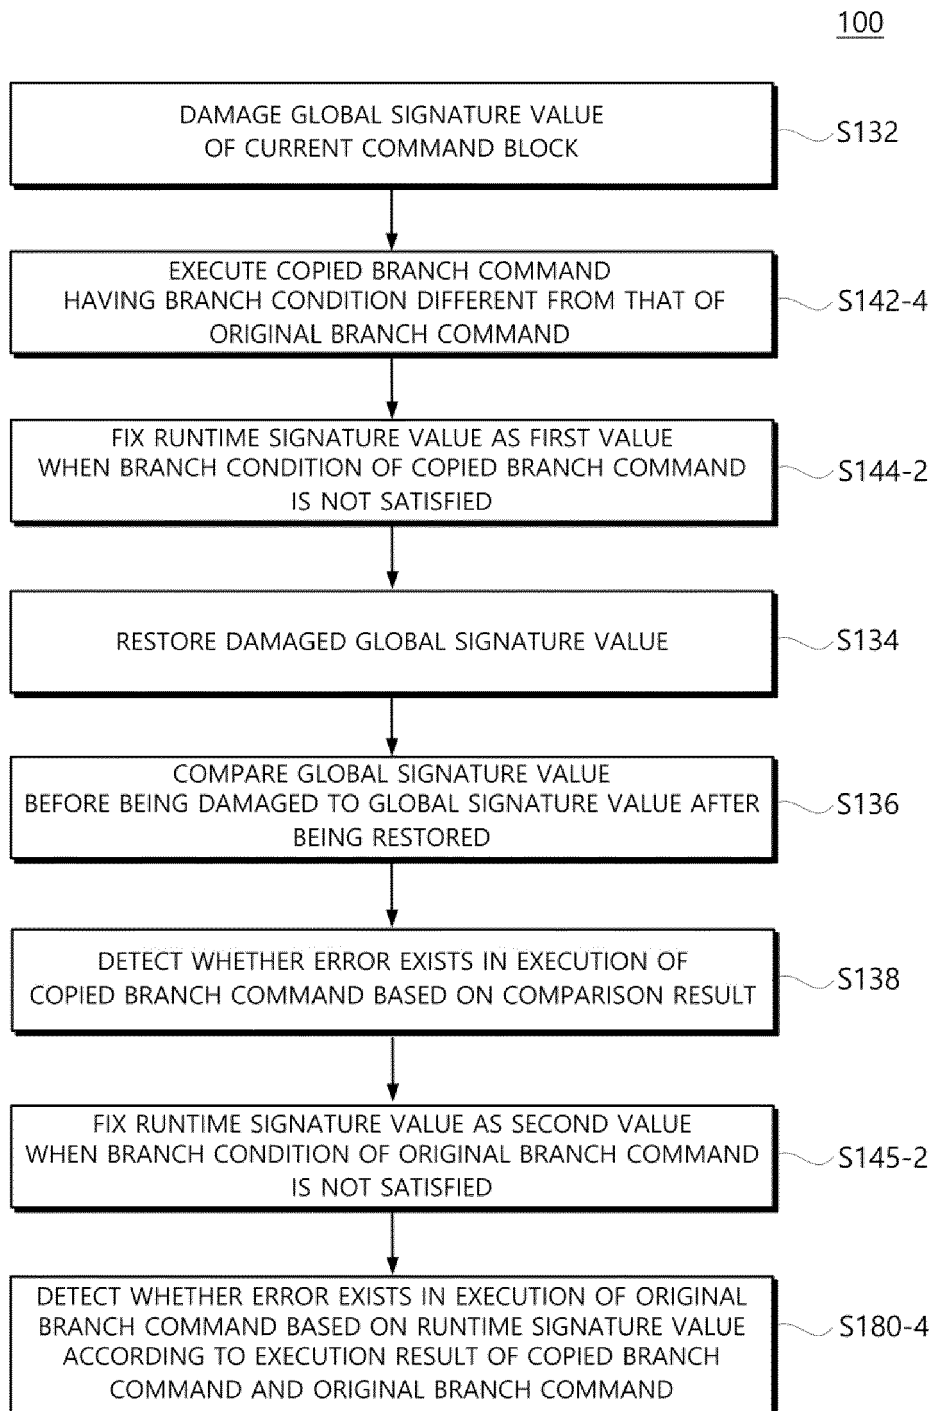 100
DAMAGE GLOBAL SIGNATURE VALUE
OF CURRENT COMMAND BLOCK
S132
EXECUTE COPIED BRANCH COMMAND
HAVING BRANCH CONDITION DIFFERENT FROM THAT OF
ORIGINAL BRANCH COMMAND
S142-4
FIX RUNTIME SIGNATURE VALUE AS FIRST VALUE
WHEN BRANCH CONDITION OF COPIED BRANCH COMMAND
IS NOT SATISFIED
S144-2
RESTORE DAMAGED GLOBAL SIGNATURE VALUE
S134
COMPARE GLOBAL SIGNATURE VALUE
BEFORE BEING DAMAGED TO GLOBAL SIGNATURE VALUE AFTER
BEING RESTORED
S136
DETECT WHETHER ERROR EXISTS IN EXECUTION OF
COPIED BRANCH COMMAND BASED ON COMPARISON RESULT
S138
FIX RUNTIME SIGNATURE VALUE AS SECOND VALUE
WHEN BRANCH CONDITION OF ORIGINAL BRANCH COMMAND
IS NOT SATISFIED
S145-2
DETECT WHETHER ERROR EXISTS IN EXECUTION OF ORIGINAL
BRANCH COMMAND BASED ON RUNTIME SIGNATURE VALUE
ACCORDING TO EXECUTION RESULT OF COPIED BRANCH
COMMAND AND ORIGINAL BRANCH COMMAND
S180-4